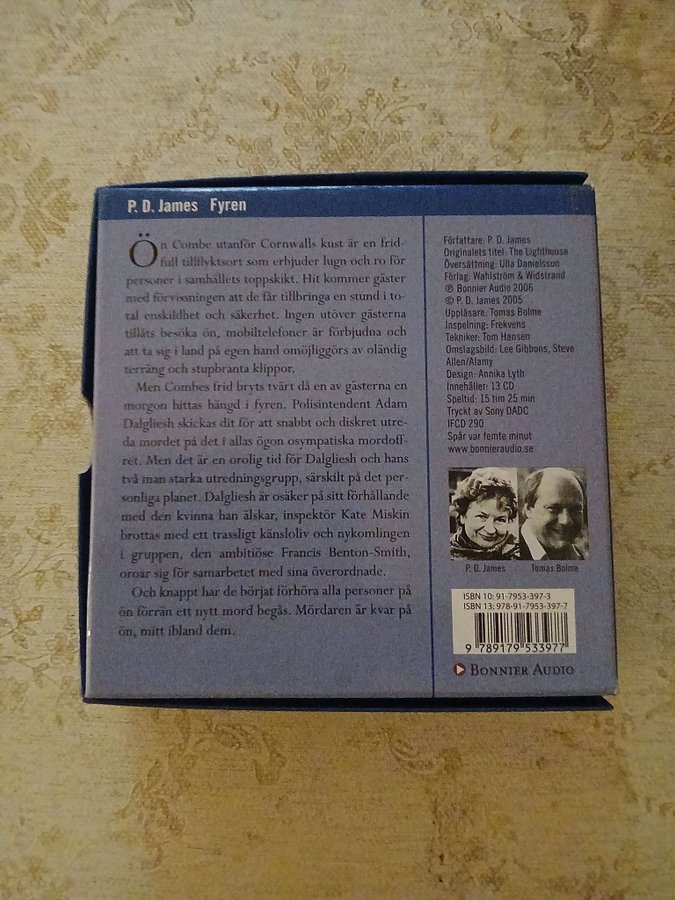 P. D. James Fyren
Ön Combe utanför Cornwalls kust är en frid-
full tillflyktsort som erbjuder lugn och ro för
personer i samhällets toppskikt. Hit kommer gäster
med förvissningen att de får tillbringa en stund i to-
tal enskildhet och säkerhet. Ingen utöver gästerna
tillåts besöka ön, mobiltelefoner är förbjudna och
att ta sig i land på egen hand omöjliggörs av oländig
terräng och stupbranta klippor.
Men Combes frid bryts tvärt då en av gästerna en
morgon hittas hängd i fyren. Polisintendent Adam
Dalgliesh skickas dit för att snabbt och diskret utre-
da mordet på det i allas ögon osympatiska mordoff-
ret. Men det är en orolig tid för Dalgliesh och hans
två man starka utredningsgrupp, särskilt på det per-
sonliga planet. Dalgliesh är osäker på sitt förhållande
med den kvinna han älskar, inspektör Kate Miskin
brottas med ett trassligt känsloliv och nykomlingen
i gruppen, den ambitiöse Francis Benton-Smith,
oroar sig för samarbetet med sina överordnade.
Och knappt har de börjat förhöra alla personer på
ön förrän ett nytt mord begås. Mördaren är kvar på
ön, mitt ibland dem.
Författare: P. D. James
Originalets titel: The Lighthouse
Översättning: Ulla Danielsson
Förlag: Wahlström & Widstrand
℗ Bonnier Audio 2006
© P. D. James 2005
Uppläsare: Tomas Bolme
Inspelning: Frekvens
Tekniker: Tom Hansen
Omslagsbild: Lee Gibbons, Steve
Allen/Alamy
Design: Annika Lyth
Innehåller: 13 CD
Speltid: 15 tim 25 min
Tryckt av Sony DADC
IFCD 290
Spår var femte minut
www.bonnieraudio.se
P. D. James Tomas Bolme
ISBN 10: 91-7953-397-3
ISBN 13: 978-91-7953-397-7
9 789179 533977
BONNIER AUDIO